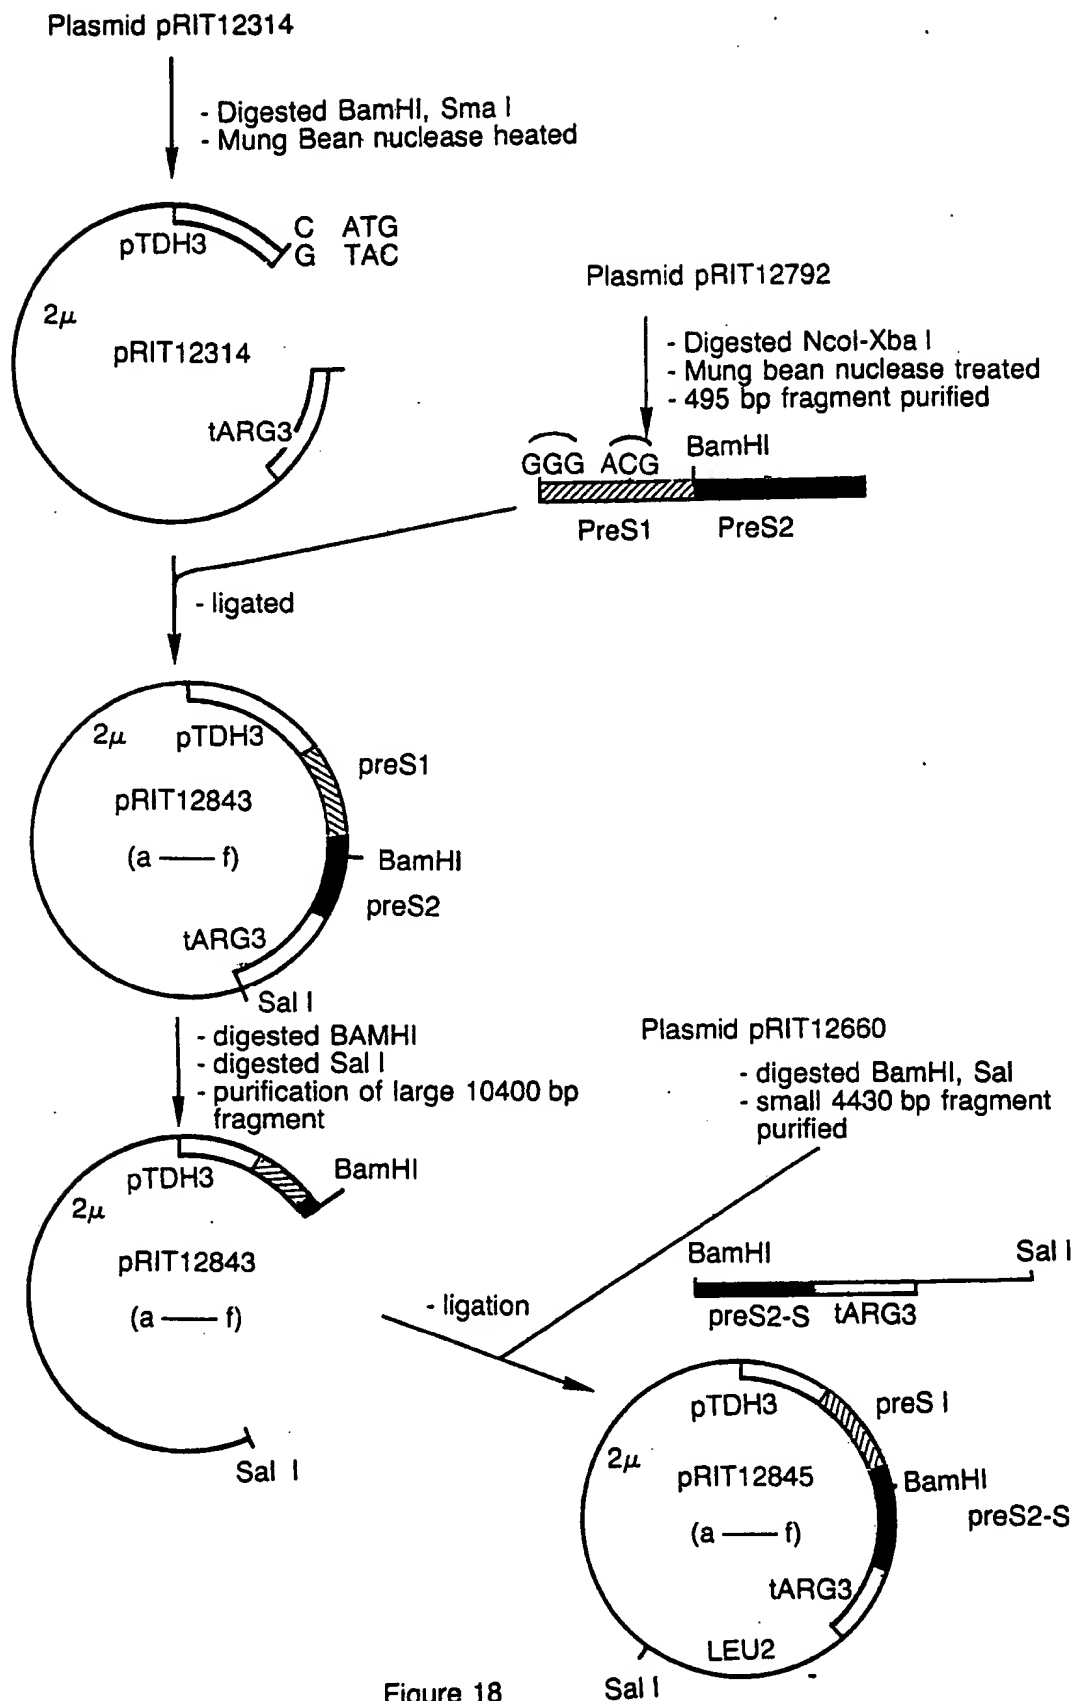 Plasmid pRIT12314
- Digested BamHI, Sma I
- Mung Bean nuclease heated
C ATG
G TAC
pTDH3
2μ
pRIT12314
tARG3
Plasmid pRIT12792
- Digested NcoI-Xba I
- Mung bean nuclease treated
- 495 bp fragment purified
GGG ACG BamHI
PreS1 PreS2
- ligated
2μ pTDH3
preS1
pRIT12843
(a — f)
BamHI
preS2
tARG3
Sal I
- digested BAMHI
- digested Sal I
- purification of large 10400 bp
fragment
Plasmid pRIT12660
- digested BamHI, Sal
- small 4430 bp fragment
purified
pTDH3
BamHI
2μ
pRIT12843
(a — f)
Sal I
- ligation
BamHI Sal I
preS2-S tARG3
pTDH3
preS I
2μ
pRIT12845
BamHI
preS2-S
(a — f)
tARG3
LEU2
Sal I
Figure 18